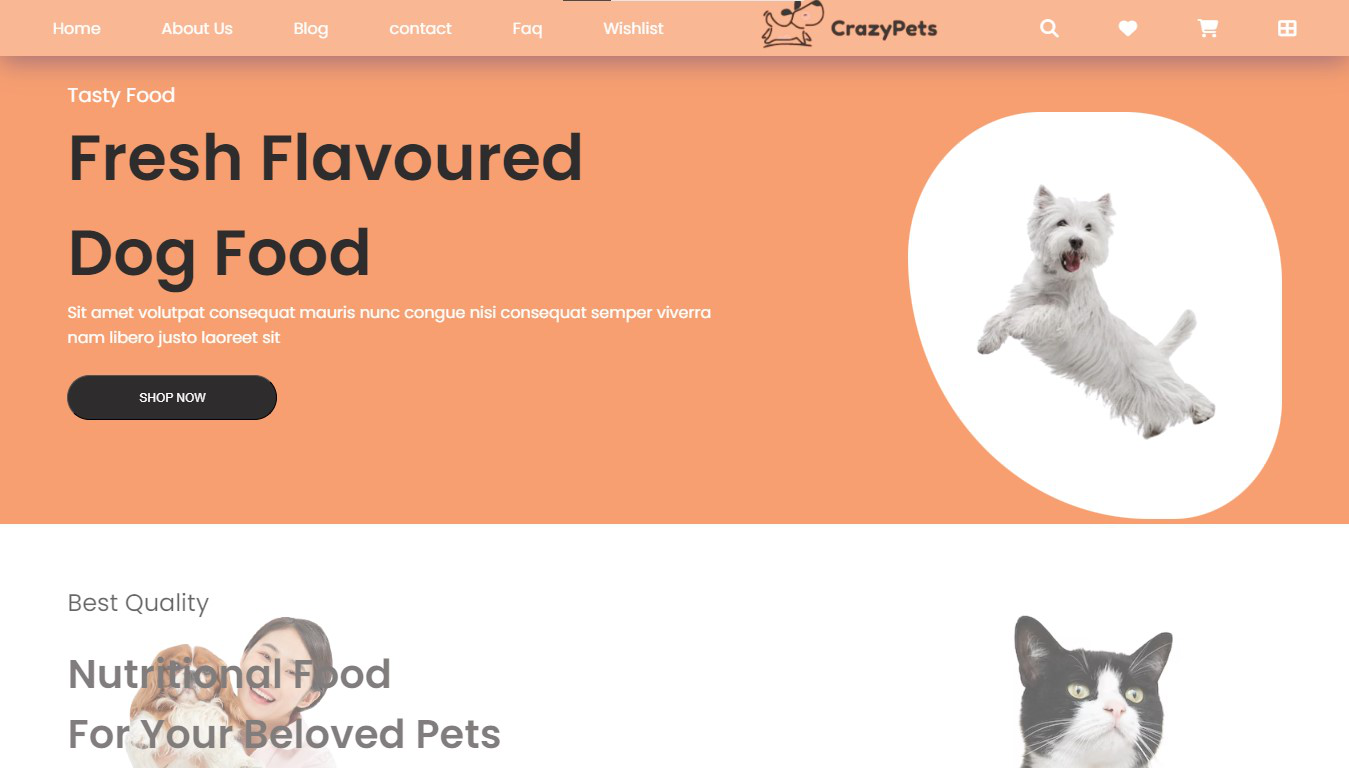 Home About Us Blog contact Faq Wishlist CrazyPets
Tasty Food
Fresh Flavoured
Dog Food
Sit amet volutpat consequat mauris nunc congue nisi consequat semper viverra
nam libero justo laoreet sit
SHOP NOW
Best Quality
Nutritional Food
For Your Beloved Pets